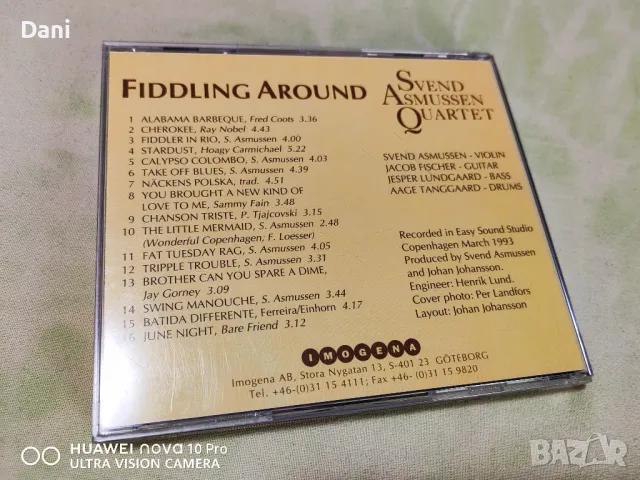 Dani
FIDDLING AROUND
SVEND
ASMUSSEN
QUARTET
1 ALABAMA BARBEQUE, Fred Coots 3.36
2 CHEROKEE, Ray Nobel 4.43
3 FIDDLER IN RIO, S. Asmussen 4.00
4 STARDUST, Hoagy Carmichael 5.22
5 CALYPSO COLOMBO, S. Asmussen 4.03
6 TAKE OFF BLUES, S. Asmussen 4.39
7 NÄCKENS POLSKA, trad. 4.51
8 YOU BROUGHT A NEW KIND OF
LOVE TO ME, Sammy Fain 3.48
9 CHANSON TRISTE, P. Tjajcovski 3.15
10 THE LITTLE MERMAID, S. Asmussen 2.48
(Wonderful Copenhagen, F. Loesser)
11 FAT TUESDAY RAG, S. Asmussen 4.05
12 TRIPPLE TROUBLE, S. Asmussen 3.31
13 BROTHER CAN YOU SPARE A DIME,
Jay Gorney 3.09
14 SWING MANOUCHE, S. Asmussen 3.44
15 BATIDA DIFFERENTE, Ferreira/Einhorn 4.17
16 JUNE NIGHT, Bare Friend 3.12
SVEND ASMUSSEN - VIOLIN
JACOB FISCHER - GUITAR
JESPER LUNDGAARD - BASS
AAGE TANGGAARD - DRUMS
Recorded in Easy Sound Studio
Copenhagen March 1993
Produced by Svend Asmussen
and Johan Johansson.
Engineer: Henrik Lund.
Cover photo: Per Landfors
Layout: Johan Johansson
IMOGENA
Imogena AB, Stora Nygatan 13, S-401 23 GÖTEBORG
Tel. +46-(0)31 15 4111; Fax +46- (0)31 15 9820
HUAWEI nova 10 Pro
ULTRA VISION CAMERA
BAZAR